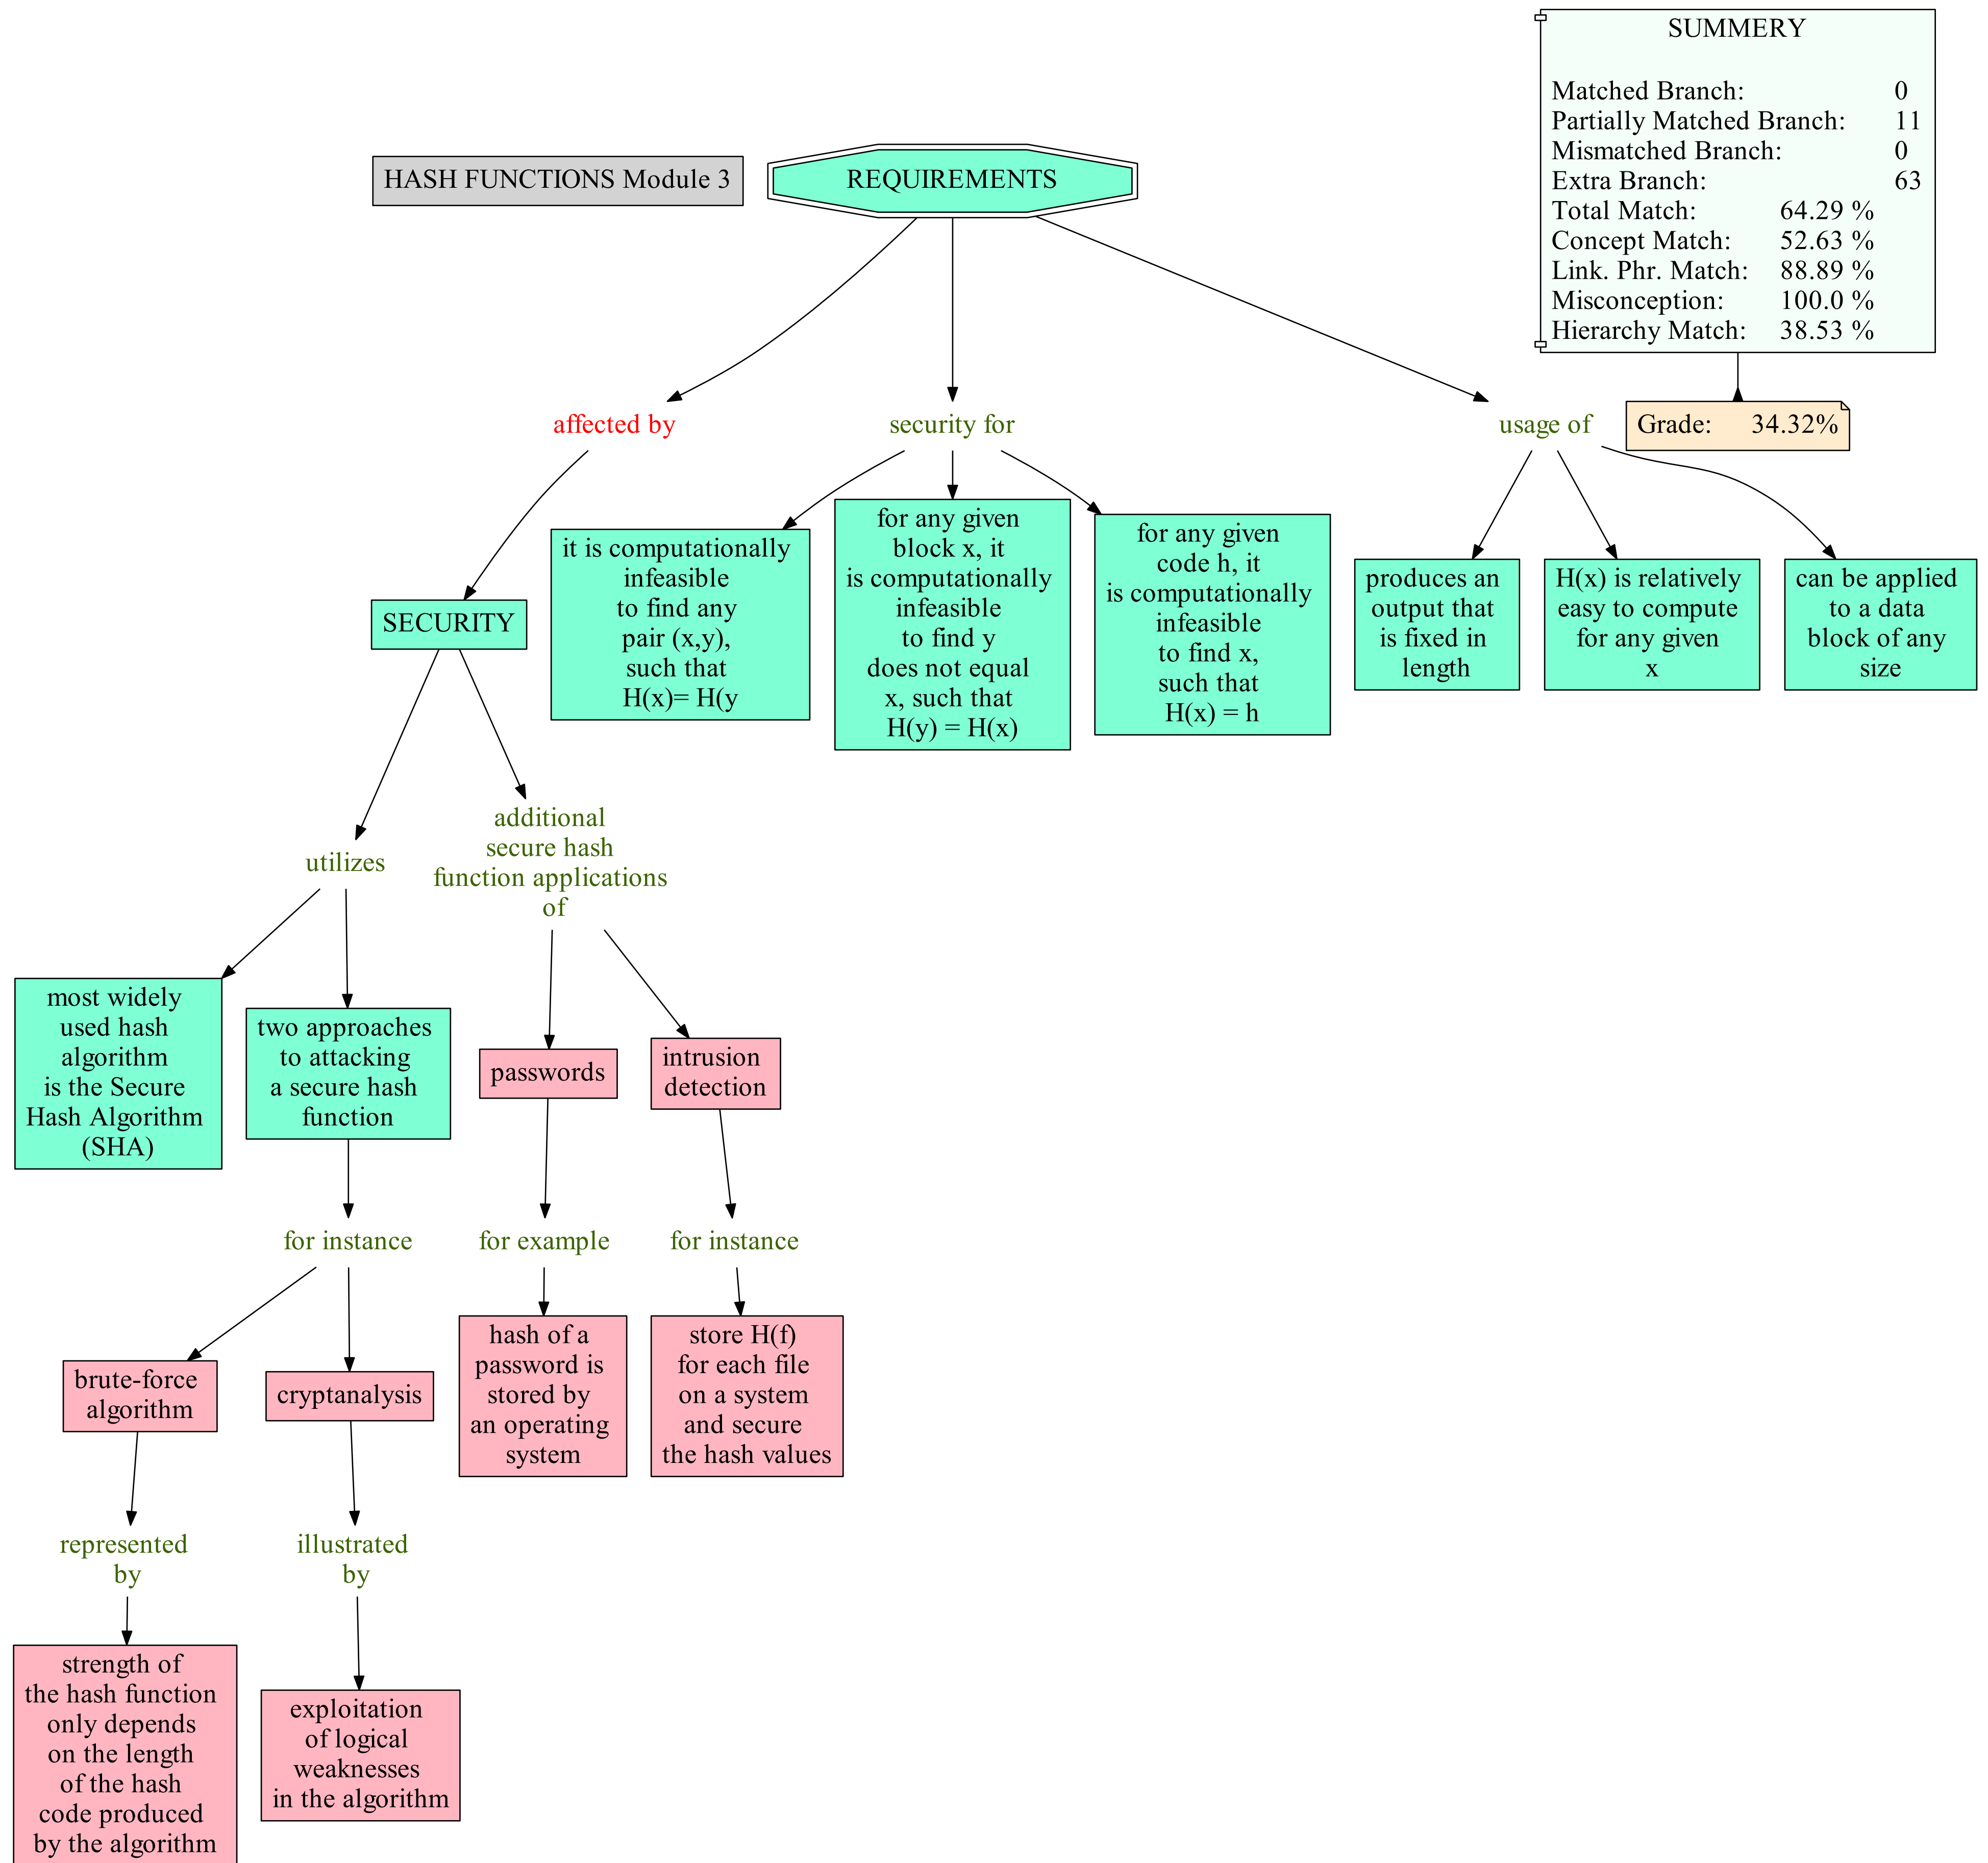 SUMMERY
Matched Branch: 0
Partially Matched Branch: 11
Mismatched Branch: 0
Extra Branch: 63
Total Match: 64.29 %
Concept Match: 52.63 %
Link. Phr. Match: 88.89 %
Misconception: 100.0 %
Hierarchy Match: 38.53 %
HASH FUNCTIONS Module 3
REQUIREMENTS
affected by
security for
usage of
Grade: 34.32%
SECURITY
it is computationally
infeasible
to find any
pair (x,y),
such that
H(x)= H(y
for any given
block x, it
is computationally
infeasible
to find y
does not equal
x, such that
H(y) = H(x)
for any given
code h, it
is computationally
infeasible
to find x,
such that
H(x) = h
produces an
output that
is fixed in
length
H(x) is relatively
easy to compute
for any given
x
can be applied
to a data
block of any
size
utilizes
additional
secure hash
function applications
of
most widely
used hash
algorithm
is the Secure
Hash Algorithm
(SHA)
two approaches
to attacking
a secure hash
function
passwords
intrusion
detection
for instance
for example
for instance
brute-force
algorithm
cryptanalysis
hash of a
password is
stored by
an operating
system
store H(f)
for each file
on a system
and secure
the hash values
represented
by
illustrated
by
strength of
the hash function
only depends
on the length
of the hash
code produced
by the algorithm
exploitation
of logical
weaknesses
in the algorithm